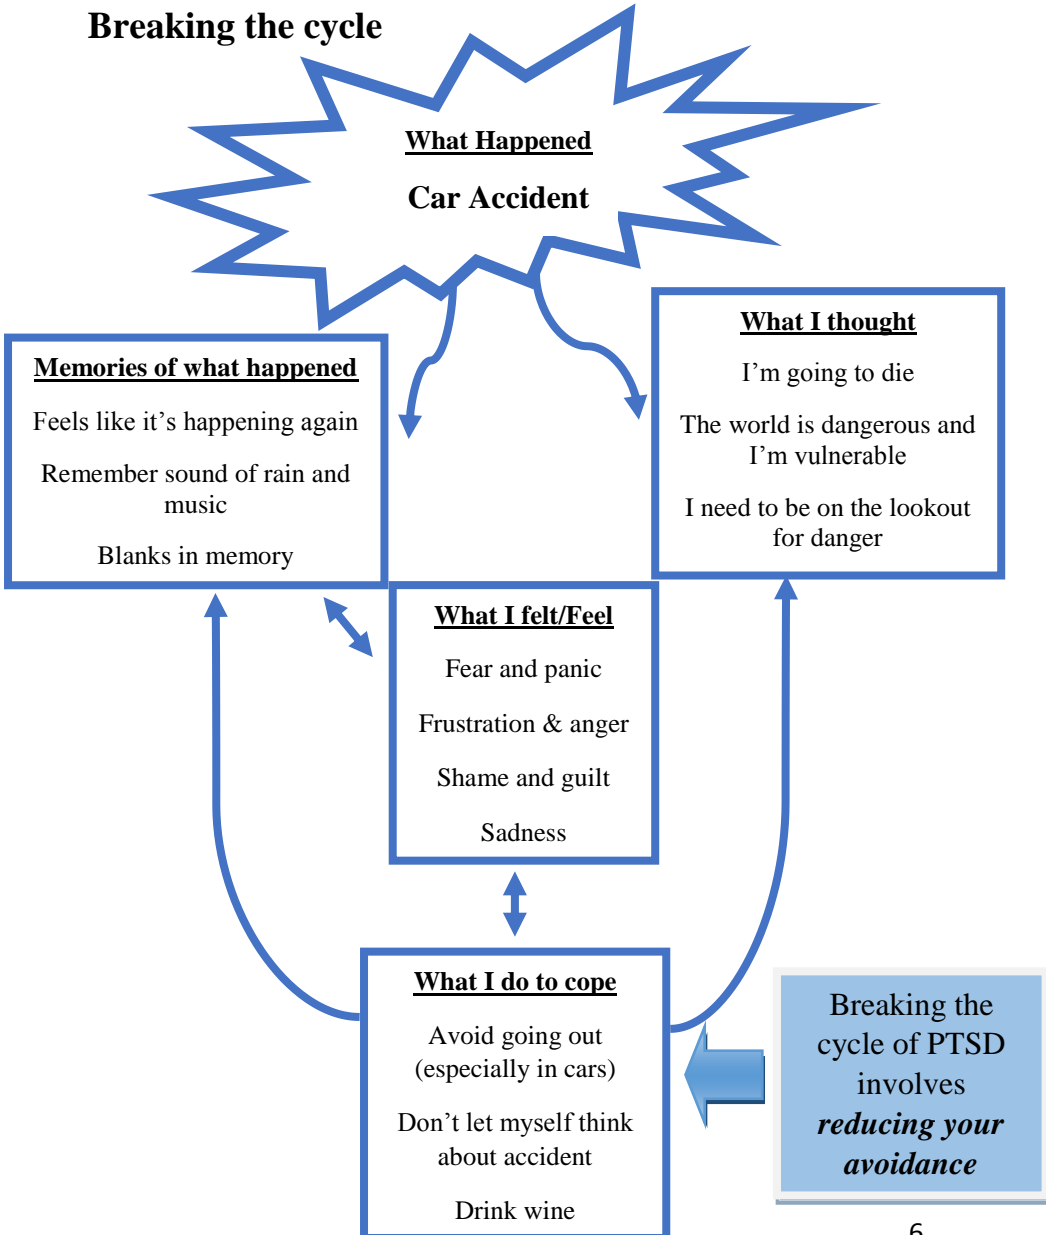 Breaking the cycle
What Happened
Car Accident
Memories of what happened
Feels like it’s happening again
Remember sound of rain and
music
Blanks in memory
What I thought
I’m going to die
The world is dangerous and
I’m vulnerable
I need to be on the lookout
for danger
What I felt/Feel
Fear and panic
Frustration & anger
Shame and guilt
Sadness
What I do to cope
Avoid going out
(especially in cars)
Don’t let myself think
about accident
Drink wine
Breaking the
cycle of PTSD
involves
reducing your
avoidance
6